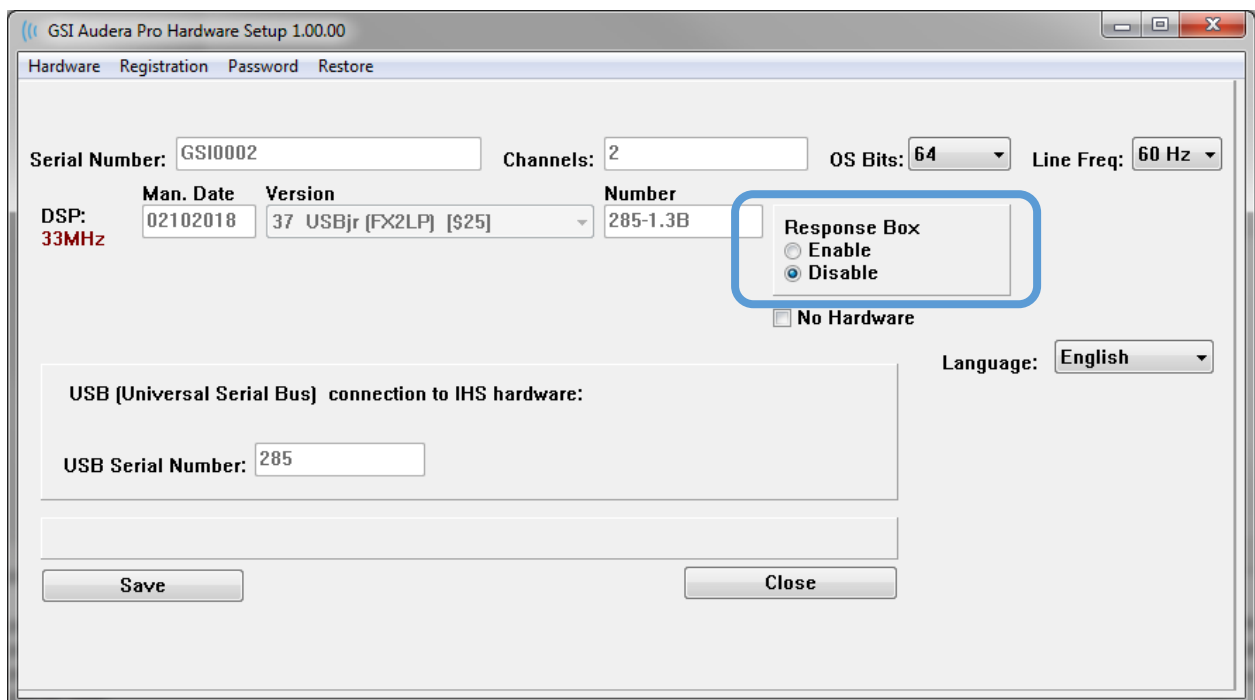 GSI Audera Pro Hardware Setup 1.00.00
Hardware Registration Password Restore
Serial Number: GSI0002 Channels: 2 OS Bits: 64 Line Freq: 60 Hz
Man. Date Version Number
DSP: 02102018 37 USBjr (FX2LP) [$25] 285-1.3B
33MHz
Response Box
Enable
Disable
No Hardware
Language: English
USB (Universal Serial Bus) connection to IHS hardware:
USB Serial Number: 285
Save Close